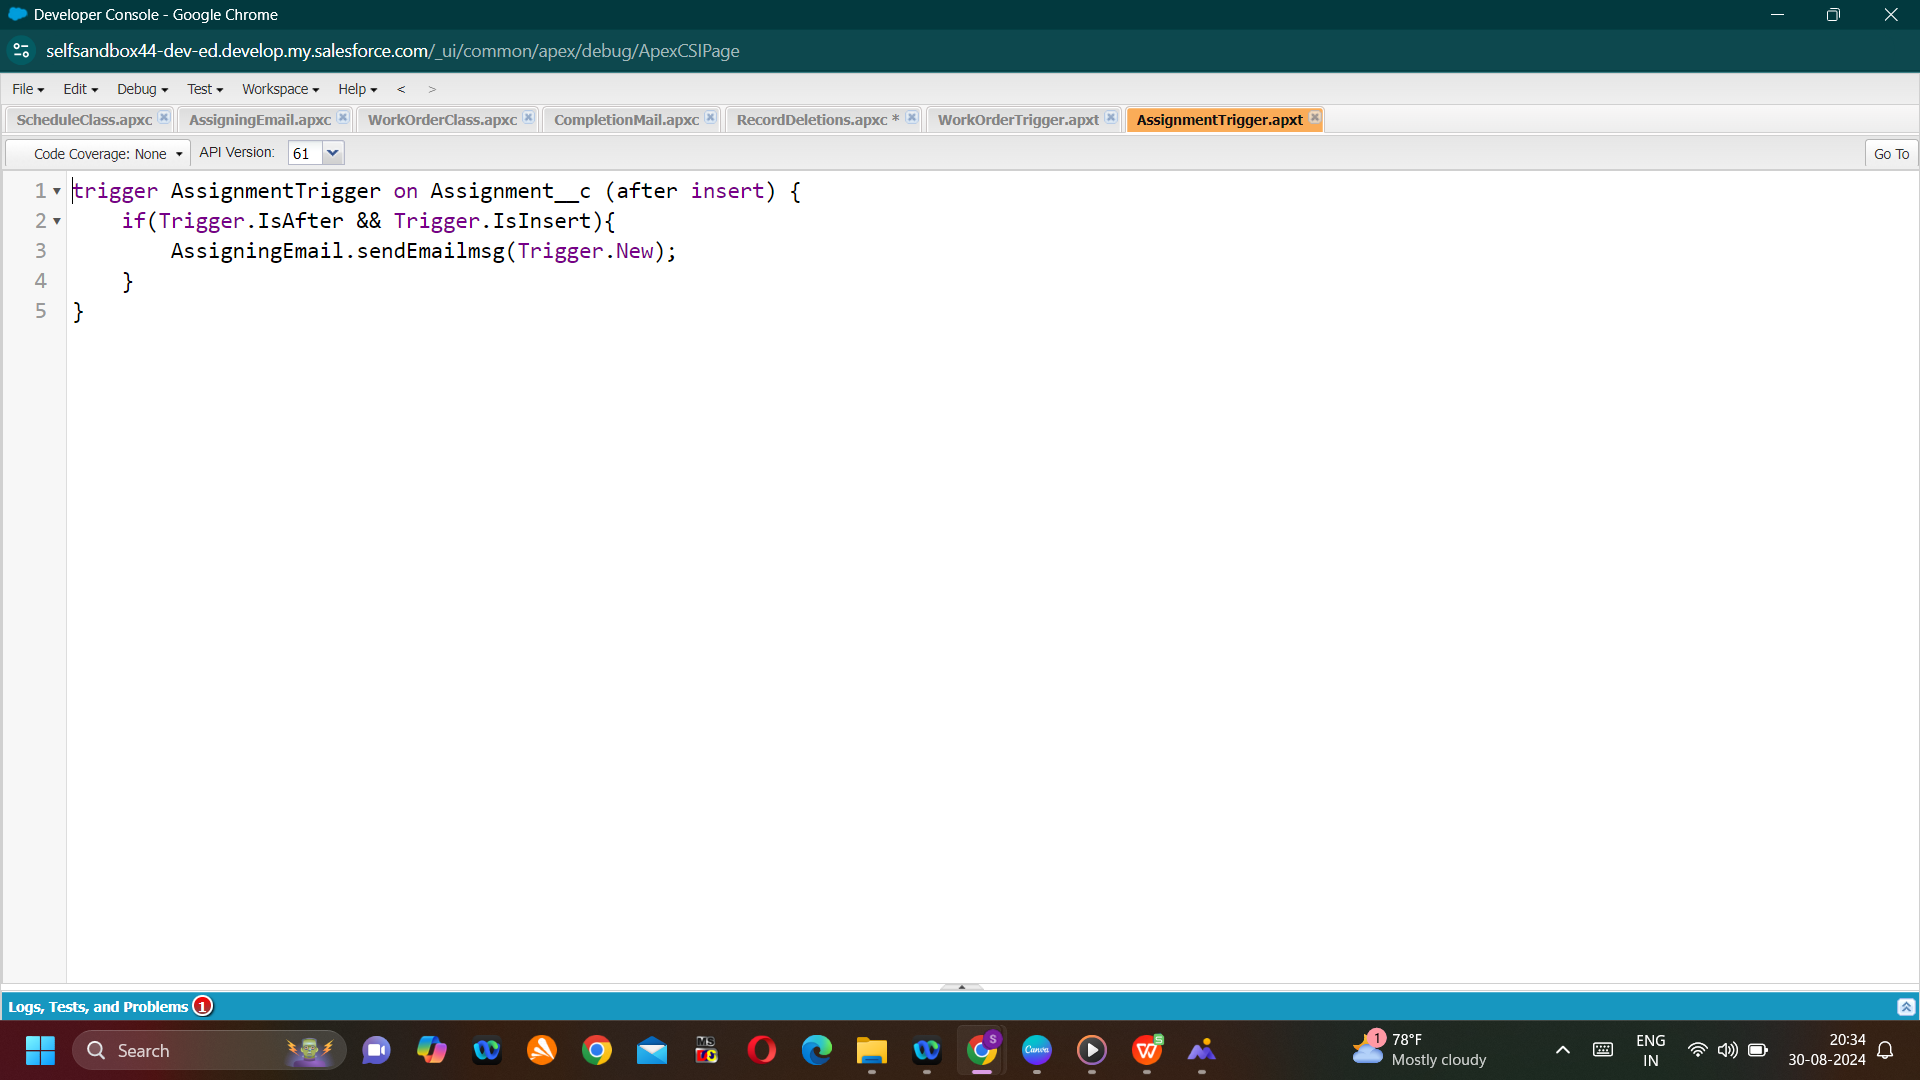 Developer Console - Google Chrome
selfsandbox44-dev-ed.develop.my.salesforce.com/_ui/common/apex/debug/ApexCSIPage
File Edit Debug Test Workspace Help < >
ScheduleClass.apxc AssigningEmail.apxc WorkOrderClass.apxc CompletionMail.apxc RecordDeletions.apxc * WorkOrderTrigger.apxt AssignmentTrigger.apxt
Code Coverage: None API Version: 61 Go To
1 trigger AssignmentTrigger on Assignment__c (after insert) {
2     if(Trigger.IsAfter && Trigger.IsInsert){
3         AssigningEmail.sendEmailmsg(Trigger.New);
4     }
5 }
Logs, Tests, and Problems 1
Search
MS
Canva
S
W
S
1
78°F
Mostly cloudy
ENG
IN
20:34
30-08-2024